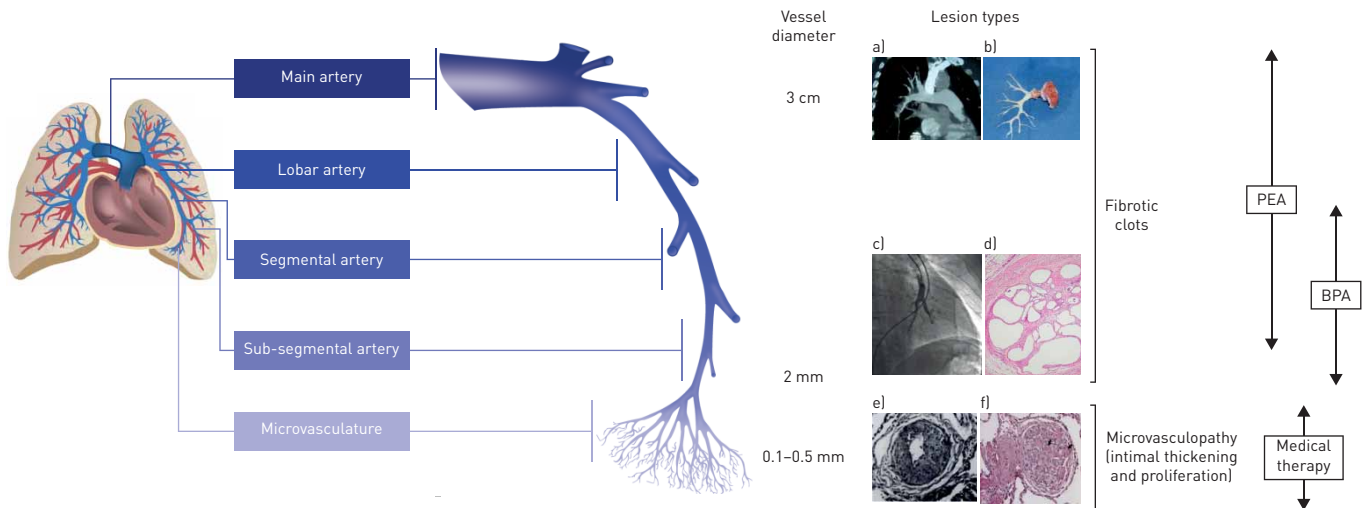 Vessel
diameter
Lesion types
a)
b)
Main artery
3 cm
Lobar artery
PEA
Fibrotic
clots
c)
d)
Segmental artery
BPA
Sub-segmental artery
2 mm
e)
f)
Microvasculature
Microvasculopathy
(intimal thickening
and proliferation)
Medical
therapy
0.1–0.5 mm